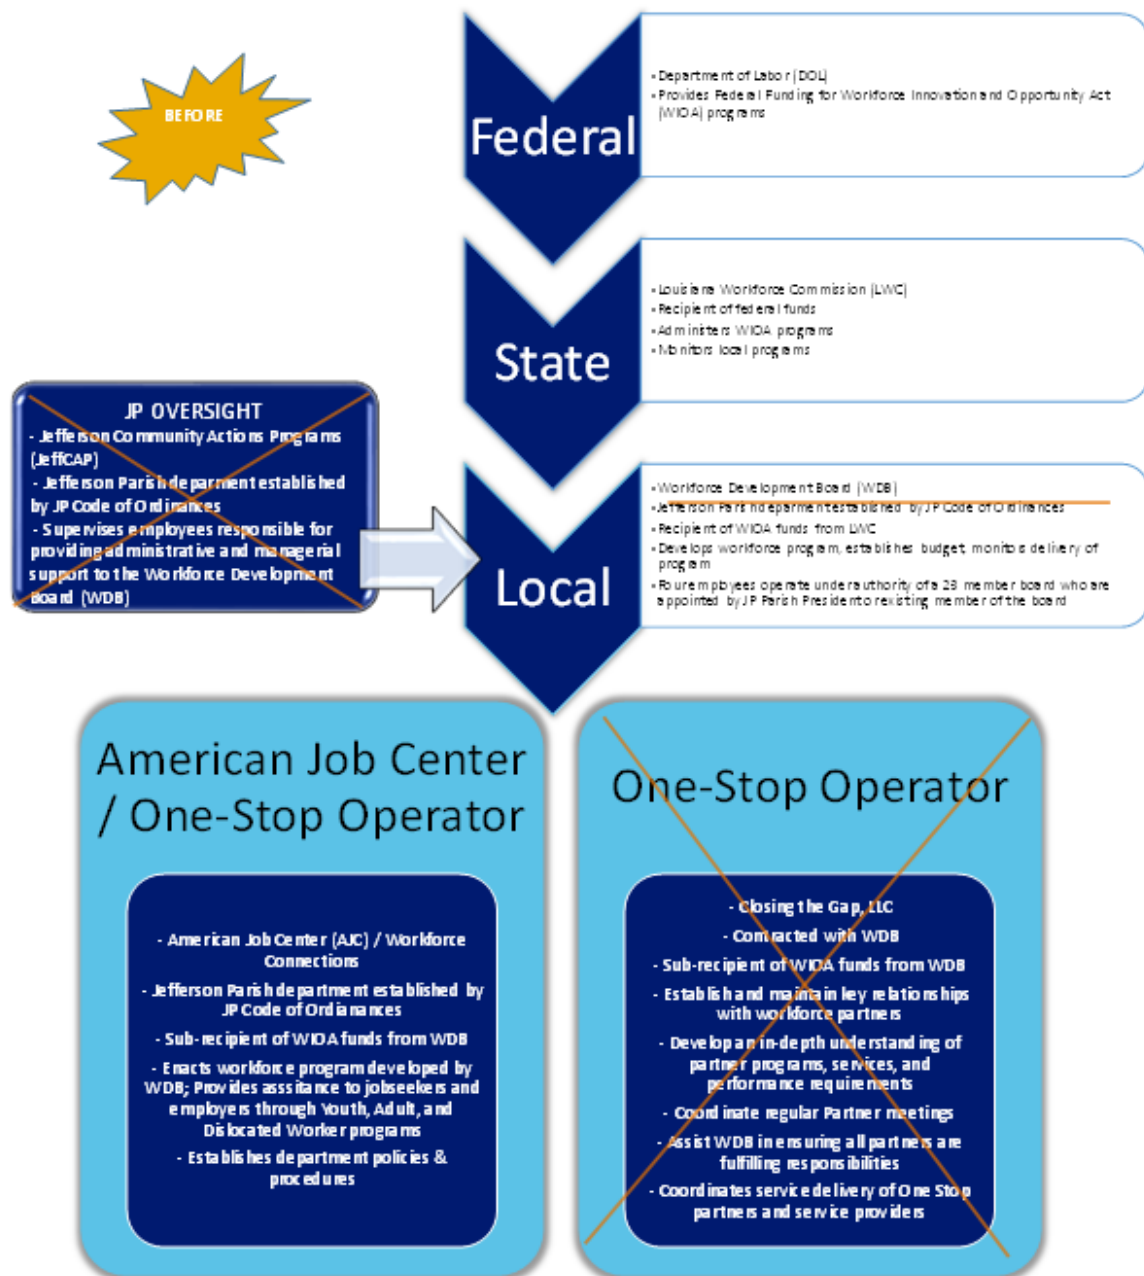 BEFORE
Federal
• Department of Labor (DOL)
• Provides Federal Funding for Workforce Innovation and Opportunity Act
(WIOA) programs
State
• Louisiana Workforce Commission (LWC)
• Recipient of federal funds
• Administers WIOA programs
• Monitors local programs
JP OVERSIGHT
- Jefferson Community Actions Programs
(JeffCAP)
- Jefferson Parish department established
by JP Code of Ordinances
- Supervises employees responsible for
providing administrative and managerial
support to the Workforce Development
Board (WDB)
Local
• Workforce Development Board (WDB)
• Jefferson Parish department established by JP Code of Ordinances
• Recipient of WIOA funds from LWC
• Develops workforce program, establishes budget, monitors delivery of
program
• Four employees operate under authority of a 23 member board who are
appointed by JP Parish President or existing member of the board
American Job Center
/ One-Stop Operator
- American Job Center (AJC) / Workforce
Connections
- Jefferson Parish department established by
JP Code of Ordianances
- Sub-recipient of WIOA funds from WDB
- Enacts workforce program developed by
WDB; Provides asssitance to jobseekers and
employers through Youth, Adult, and
Dislocated Worker programs
- Establishes department policies &
procedures
One-Stop Operator
- Closing the Gap, LLC
- Contracted with WDB
- Sub-recipient of WIOA funds from WDB
- Establish and maintain key relationships
with workforce partners
- Develop an in-depth understanding of
partner programs, services, and
performance requirements
- Coordinate regular Partner meetings
- Assist WDB in ensuring all partners are
fulfilling responsibilities
- Coordinates service delivery of One Stop
partners and service providers